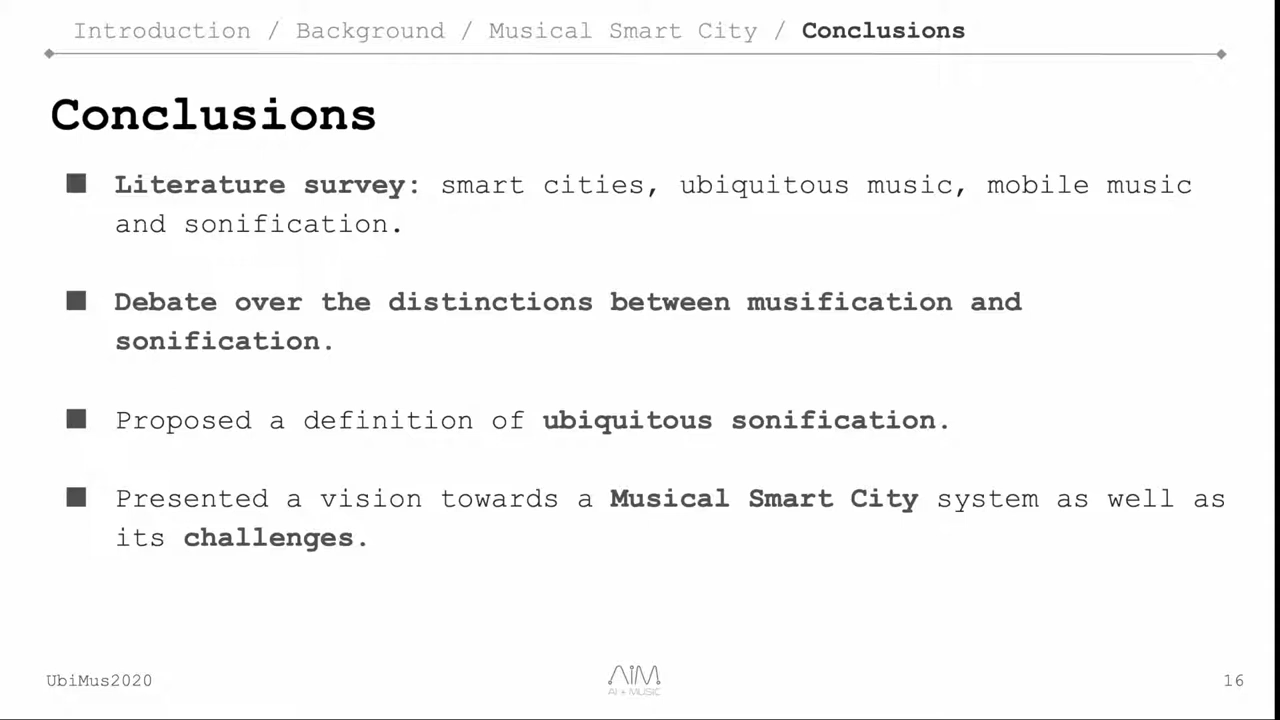 Introduction / Background / Musical Smart City / Conclusions
Conclusions
Literature survey: smart cities, ubiquitous music, mobile music
and sonification.
Debate over the distinctions between musification and
sonification.
Proposed a definition of ubiquitous sonification.
Presented a vision towards a Musical Smart City system as well as
its challenges.
UbiMus2020
AIM
AI + MUSIC
16